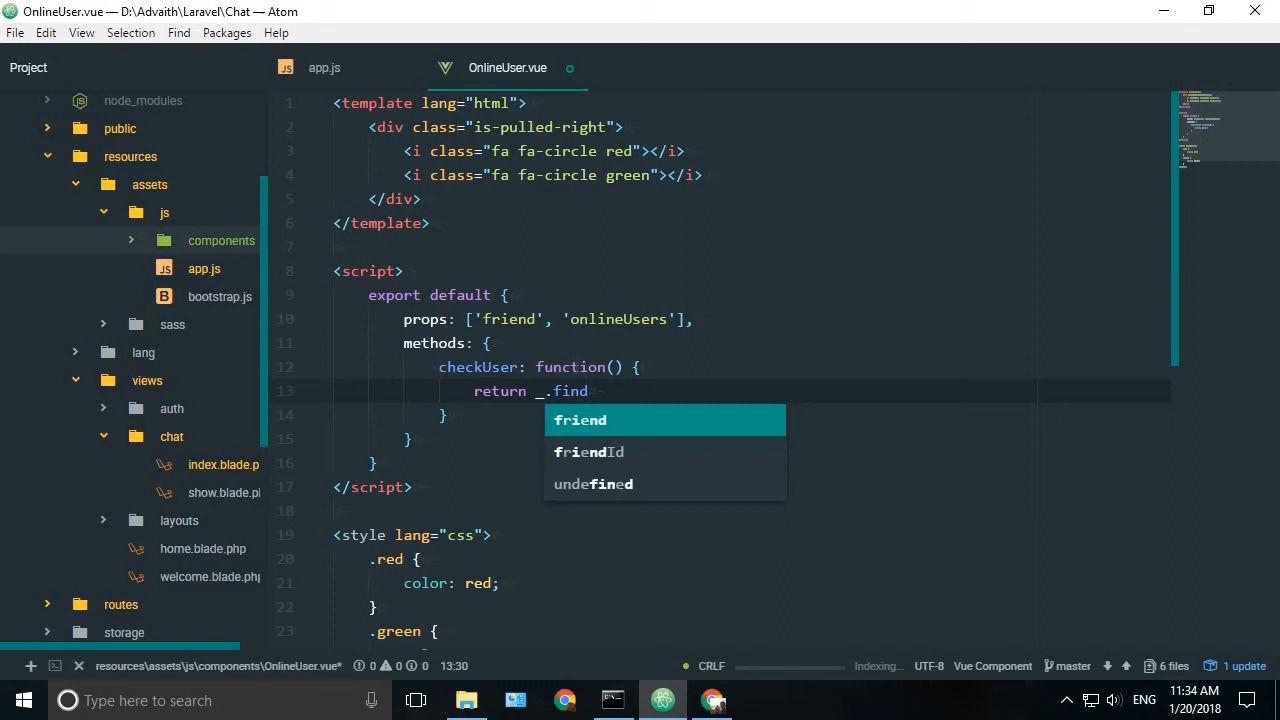 OnlineUser.vue — D:\Advaith\Laravel\Chat — Atom
File Edit View Selection Find Packages Help
Project
JS app.js
OnlineUser.vue
node_modules
public
resources
assets
js
components
JS app.js
B bootstrap.js
sass
lang
views
auth
chat
index.blade.p
show.blade.pl
layouts
home.blade.php
welcome.blade.php
routes
storage
1 <template lang="html">
2 <div class="is-pulled-right">
3 <i class="fa fa-circle red"></i>
4 <i class="fa fa-circle green"></i>
5 </div>
6 </template>
7
8 <script>
9 export default {
10 props: ['friend', 'onlineUsers'],
11 methods: {
12 checkUser: function() {
13 return _.find
14 }
15 }
16 }
17 </script>
18
19 <style lang="css">
20 .red {
21 color: red;
22 }
23 .green {
friend
friendId
undefined
resources\assets\js\components\OnlineUser.vue* 0 0 0 13:30 CRLF Indexing... UTF-8 Vue Component master 6 files 1 update
Type here to search
ENG
11:34 AM
1/20/2018